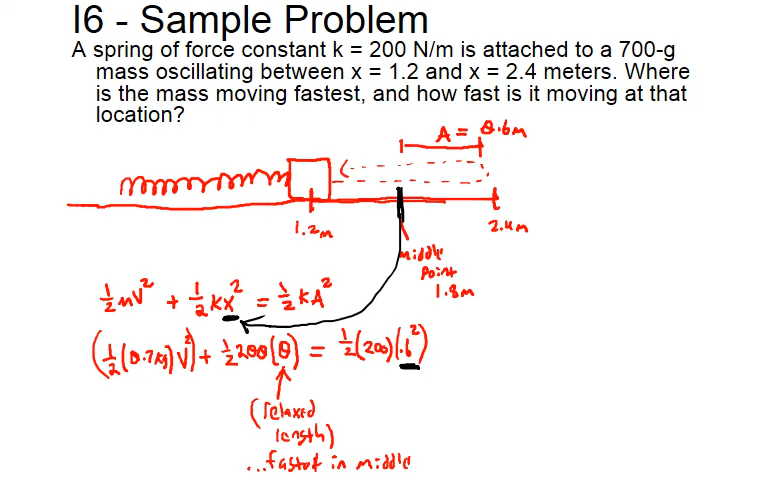 I6 - Sample Problem
A spring of force constant k = 200 N/m is attached to a 700-g
mass oscillating between x = 1.2 and x = 2.4 meters. Where
is the mass moving fastest, and how fast is it moving at that
location?
A = 0.6m
1.2m
2.4m
middle
point
1.8m
½mv² + ½kx² = ½kA²
(½(0.7kg)v²) + ½200(0) = ½(200)(.6²)
(relaxed
length)
...fastest in middle